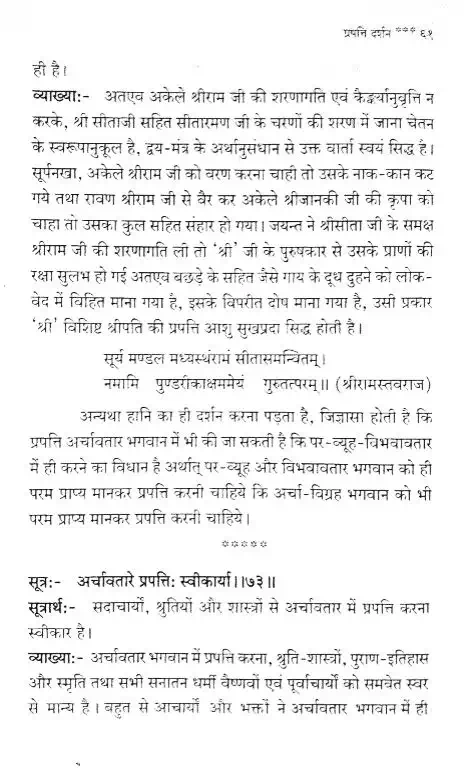 प्रपत्ति दर्शन *** ६१
ही है।
व्याख्या:- अतएव अकेले श्रीराम जी की शरणागति एवं कैङ्कर्यानुवृत्ति न
करके, श्री सीताजी सहित सीतारमण जी के चरणों की शरण में जाना चेतन
के स्वरूपानुकूल है, द्वय-मंत्र के अर्थानुसंधान से उक्त वार्ता स्वयं सिद्ध है।
सूर्पनखा, अकेले श्रीराम जी को वरण करना चाही तो उसके नाक-कान कट
गये तथा रावण श्रीराम जी से वैर कर अकेले श्रीजानकी जी की कृपा को
चाहा तो उसका कुल सहित संहार हो गया। जयन्त ने श्रीसीता जी के समक्ष
श्रीराम जी की शरणागति ली तो 'श्री' जी के पुरुषकार से उसके प्राणों की
रक्षा सुलभ हो गई अतएव बछड़े के सहित जैसे गाय के दूध दुहने को लोक-
वेद में विहित माना गया है, इसके विपरीत दोष माना गया है, उसी प्रकार
'श्री' विशिष्ट श्रीपति की प्रपत्ति आशु सुखप्रदा सिद्ध होती है।
सूर्य मण्डल मध्यस्थंरामं सीतासमन्वितम्।
नमामि पुण्डरीकाक्षममेयं गुरुतत्परम्॥ (श्रीरामस्तवराज)
अन्यथा हानि का ही दर्शन करना पड़ता है, जिज्ञासा होती है कि
प्रपत्ति अर्चावतार भगवान में भी की जा सकती है कि पर-व्यूह-विभवावतार
में ही करने का विधान है अर्थात् पर-व्यूह और विभवावतार भगवान को ही
परम प्राप्य मानकर प्रपत्ति करनी चाहिये कि अर्चा-विग्रह भगवान को भी
परम प्राप्य मानकर प्रपत्ति करनी चाहिये।
*****
सूत्र:- अर्चावतारे प्रपत्ति: स्वीकार्या।।७३॥
सूत्रार्थ:- सदाचार्यो, श्रुतियों और शास्त्रों से अर्चावतार में प्रपत्ति करना
स्वीकार है।
व्याख्या:- अर्चावतार भगवान में प्रपत्ति करना, श्रुति-शास्त्रों, पुराण-इतिहास
और स्मृति तथा सभी सनातन धर्मी वैष्णवों एवं पूर्वाचार्यों को समवेत स्वर
से मान्य है। बहुत से आचार्यों और भक्तों ने अर्चावतार भगवान में ही